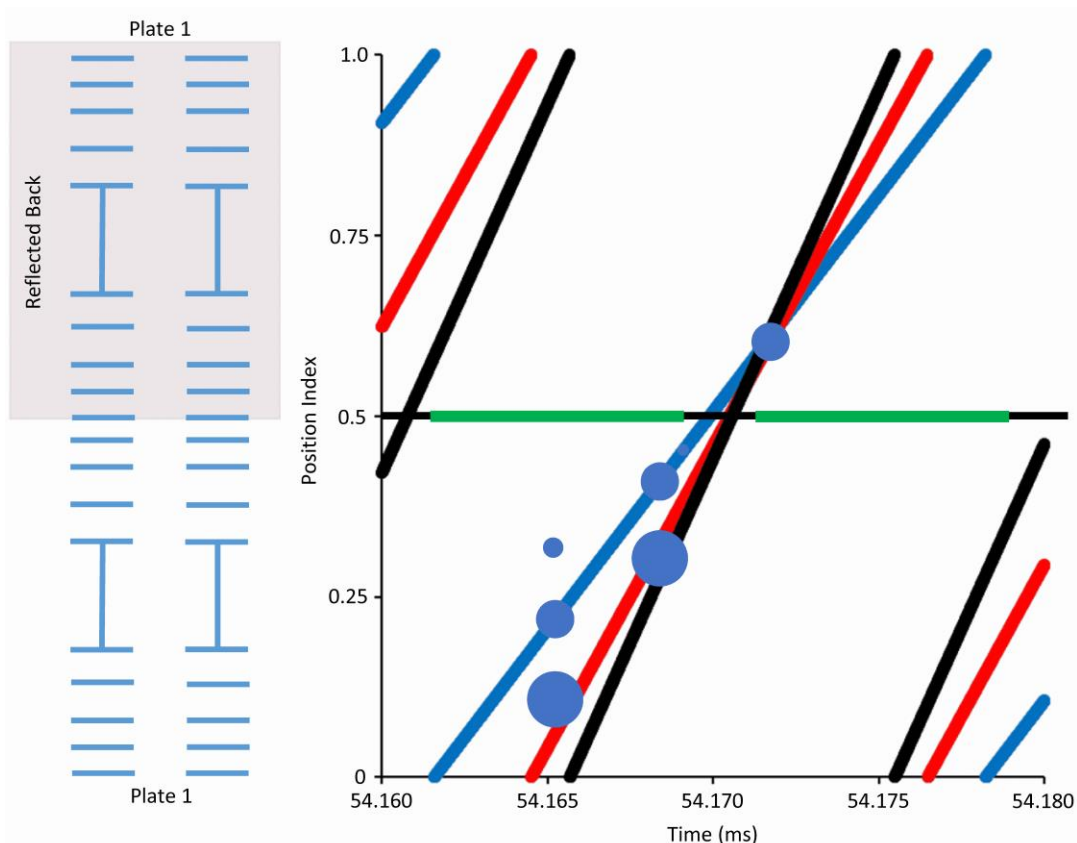 Plate 1
Reflected Back
Plate 1
Position Index
1.0
0.75
0.5
0.25
0
54.160
54.165
54.170
54.175
54.180
Time (ms)